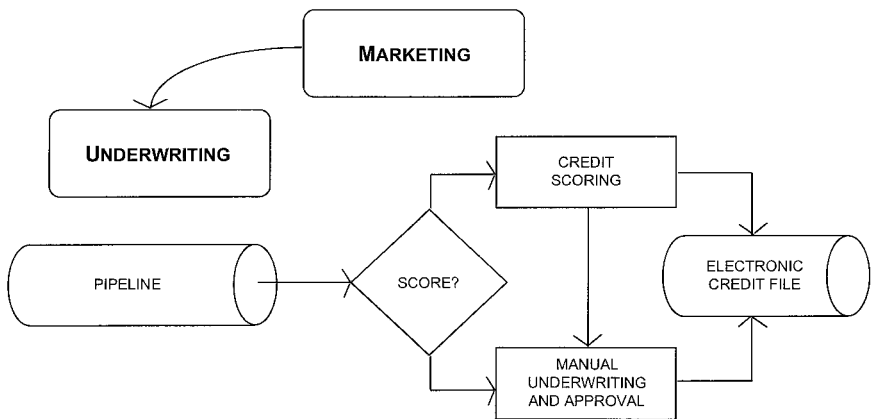 MARKETING
UNDERWRITING
CREDIT
SCORING
PIPELINE
SCORE?
ELECTRONIC
CREDIT FILE
MANUAL
UNDERWRITING
AND APPROVAL